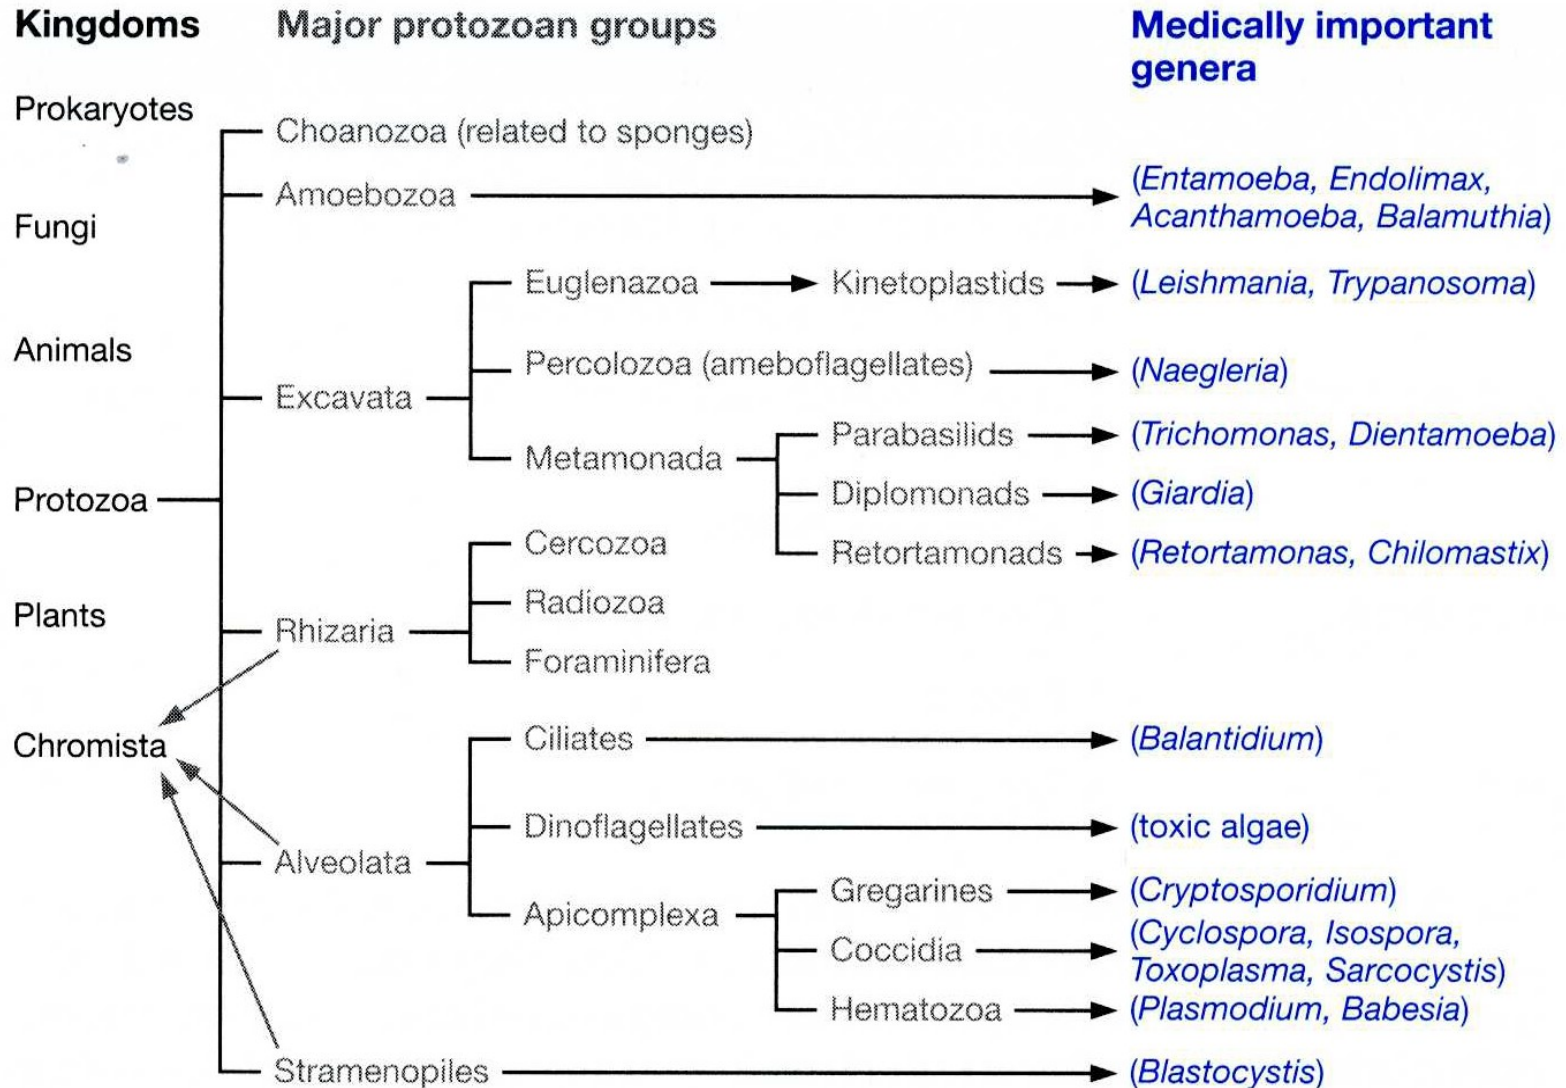 Kingdoms
Major protozoan groups
Medically important
genera
Prokaryotes
Choanozoa (related to sponges)
Amoebozoa
(Entamoeba, Endolimax,
Acanthamoeba, Balamuthia)
Fungi
Euglenazoa
Kinetoplastids
(Leishmania, Trypanosoma)
Animals
Percolozoa (ameboflagellates)
(Naegleria)
Excavata
Parabasilids
(Trichomonas, Dientamoeba)
Metamonada
Protozoa
Diplomonads
(Giardia)
Cercozoa
Retortamonads
(Retortamonas, Chilomastix)
Radiozoa
Plants
Rhizaria
Foraminifera
Chromista
Ciliates
(Balantidium)
Dinoflagellates
(toxic algae)
Alveolata
Gregarines
(Cryptosporidium)
Apicomplexa
Coccidia
(Cyclospora, Isospora,
Toxoplasma, Sarcocystis)
Hematozoa
(Plasmodium, Babesia)
Stramenopiles
(Blastocystis)